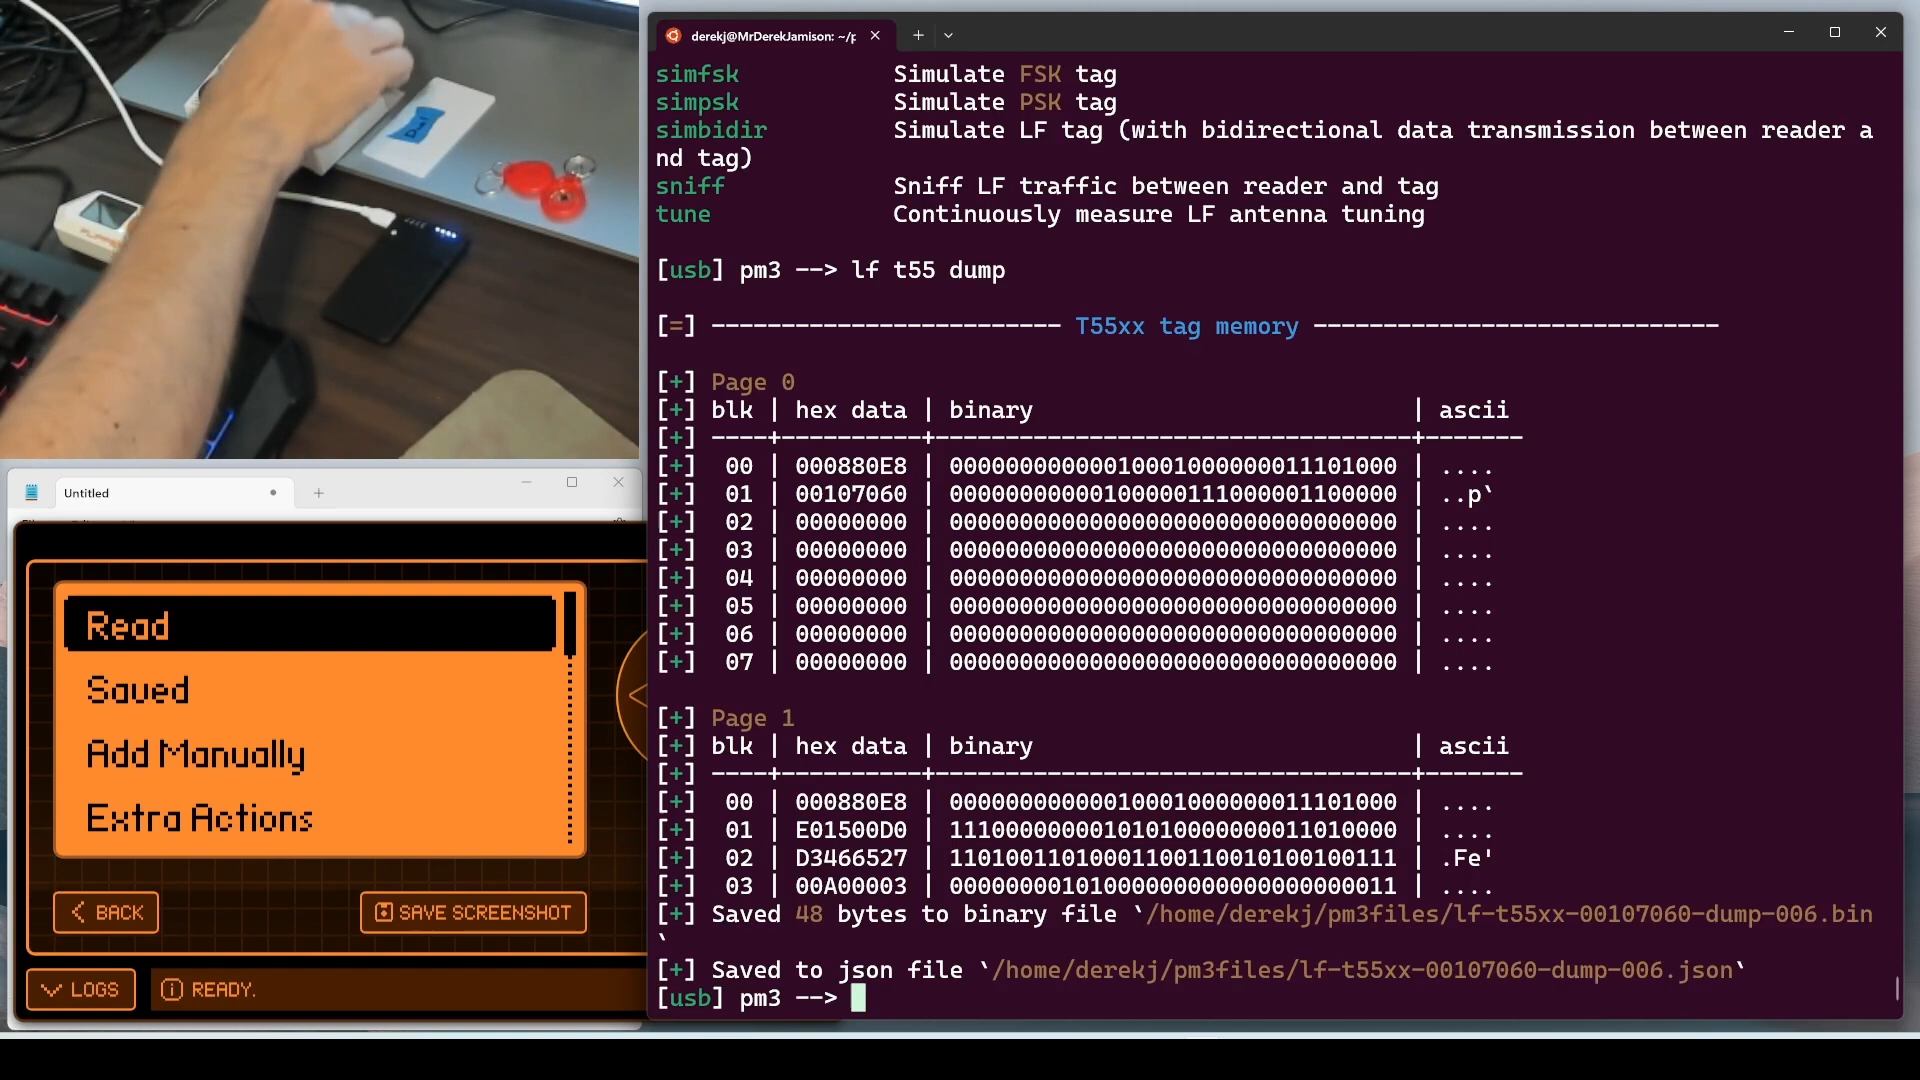 derekj@MrDerekJamison: ~/p
simfsk Simulate FSK tag
simpsk Simulate PSK tag
simbidir Simulate LF tag (with bidirectional data transmission between reader a
nd tag)
sniff Sniff LF traffic between reader and tag
tune Continuously measure LF antenna tuning
[usb] pm3 --> lf t55 dump
[=] ------------------------- T55xx tag memory -----------------------------
[+] Page 0
[+] blk | hex data | binary | ascii
[+] ----+----------+-----------------------------------+-------
[+] 00 | 000880E8 | 00000000000010001000000011101000 | ....
[+] 01 | 00107060 | 00000000000100000111000001100000 | ..p`
[+] 02 | 00000000 | 00000000000000000000000000000000 | ....
[+] 03 | 00000000 | 00000000000000000000000000000000 | ....
[+] 04 | 00000000 | 00000000000000000000000000000000 | ....
[+] 05 | 00000000 | 00000000000000000000000000000000 | ....
[+] 06 | 00000000 | 00000000000000000000000000000000 | ....
[+] 07 | 00000000 | 00000000000000000000000000000000 | ....
[+] Page 1
[+] blk | hex data | binary | ascii
[+] ----+----------+-----------------------------------+-------
[+] 00 | 000880E8 | 00000000000010001000000011101000 | ....
[+] 01 | E01500D0 | 11100000000101010000000011010000 | ....
[+] 02 | D3466527 | 11010011010001100110010100100111 | .Fe'
[+] 03 | 00A00003 | 00000000101000000000000000000011 | ....
[+] Saved 48 bytes to binary file `/home/derekj/pm3files/lf-t55xx-00107060-dump-006.bin
`
[+] Saved to json file `/home/derekj/pm3files/lf-t55xx-00107060-dump-006.json`
[usb] pm3 -->
Untitled
Read
Saved
Add Manually
Extra Actions
BACK
SAVE SCREENSHOT
LOGS
READY.